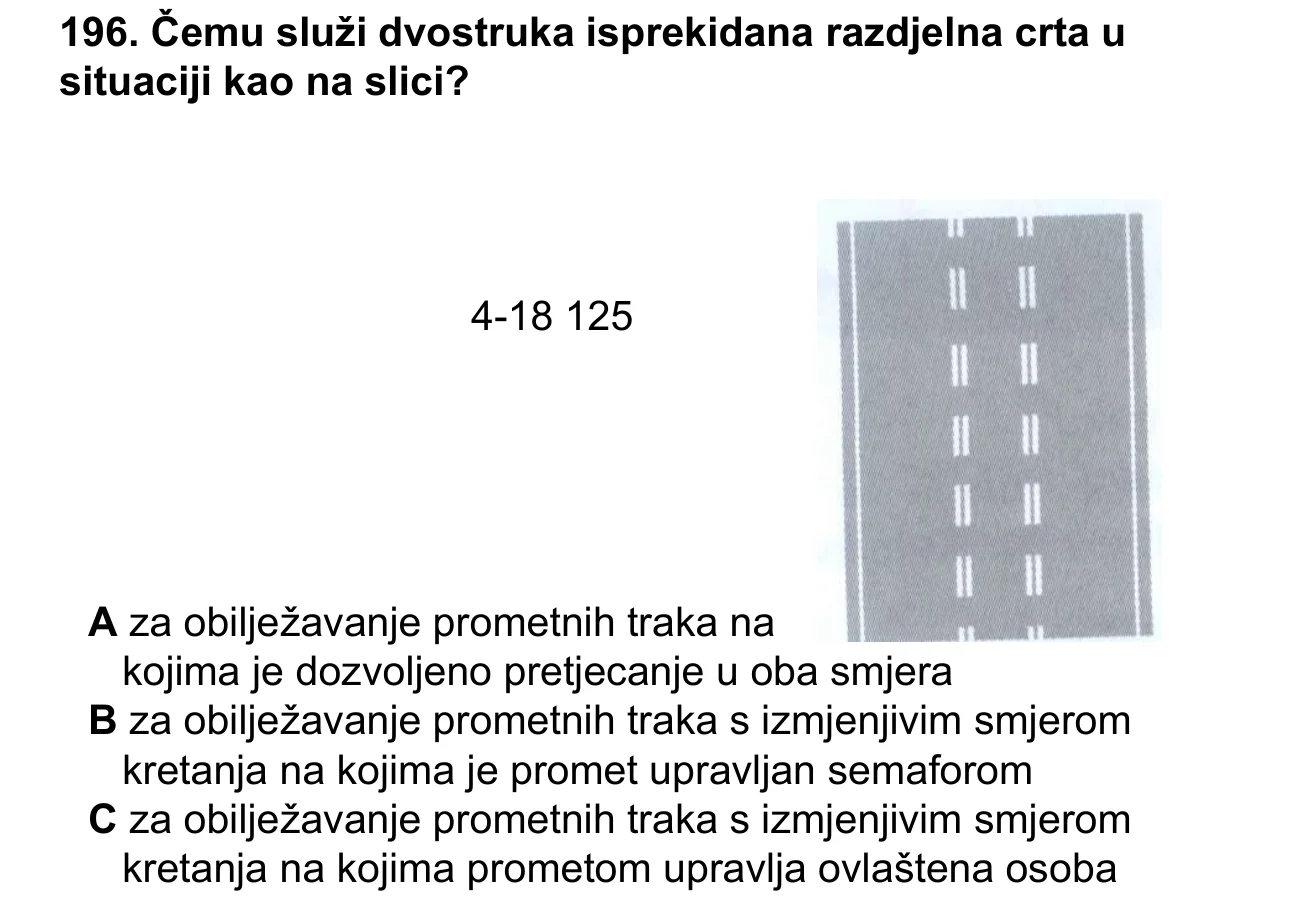 196. Čemu služi dvostruka isprekidana razdjelna crta u
situaciji kao na slici?
4-18 125
A za obilježavanje prometnih traka na
kojima je dozvoljeno pretjecanje u oba smjera
B za obilježavanje prometnih traka s izmjenjivim smjerom
kretanja na kojima je promet upravljan semaforom
C za obilježavanje prometnih traka s izmjenjivim smjerom
kretanja na kojima prometom upravlja ovlaštena osoba